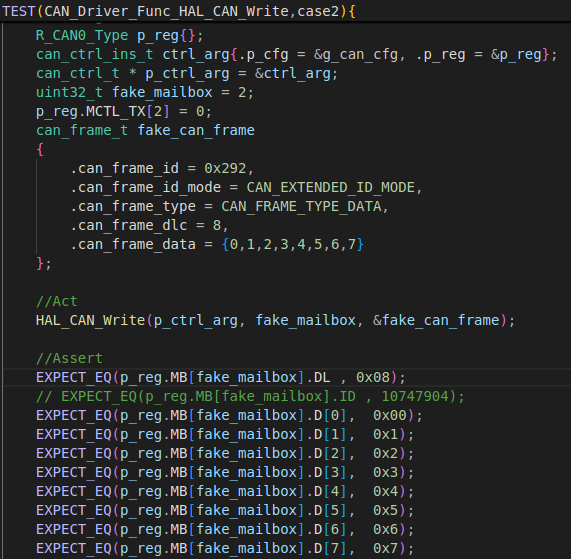 TEST(CAN_Driver_Func_HAL_CAN_Write,case2){
R_CAN0_Type p_reg{};
can_ctrl_ins_t ctrl_arg{.p_cfg = &g_can_cfg, .p_reg = &p_reg};
can_ctrl_t * p_ctrl_arg = &ctrl_arg;
uint32_t fake_mailbox = 2;
p_reg.MCTL_TX[2] = 0;
can_frame_t fake_can_frame
{
.can_frame_id = 0x292,
.can_frame_id_mode = CAN_EXTENDED_ID_MODE,
.can_frame_type = CAN_FRAME_TYPE_DATA,
.can_frame_dlc = 8,
.can_frame_data = {0,1,2,3,4,5,6,7}
};
//Act
HAL_CAN_Write(p_ctrl_arg, fake_mailbox, &fake_can_frame);
//Assert
EXPECT_EQ(p_reg.MB[fake_mailbox].DL , 0x08);
// EXPECT_EQ(p_reg.MB[fake_mailbox].ID , 10747904);
EXPECT_EQ(p_reg.MB[fake_mailbox].D[0],  0x00);
EXPECT_EQ(p_reg.MB[fake_mailbox].D[1],  0x1);
EXPECT_EQ(p_reg.MB[fake_mailbox].D[2],  0x2);
EXPECT_EQ(p_reg.MB[fake_mailbox].D[3],  0x3);
EXPECT_EQ(p_reg.MB[fake_mailbox].D[4],  0x4);
EXPECT_EQ(p_reg.MB[fake_mailbox].D[5],  0x5);
EXPECT_EQ(p_reg.MB[fake_mailbox].D[6],  0x6);
EXPECT_EQ(p_reg.MB[fake_mailbox].D[7],  0x7);